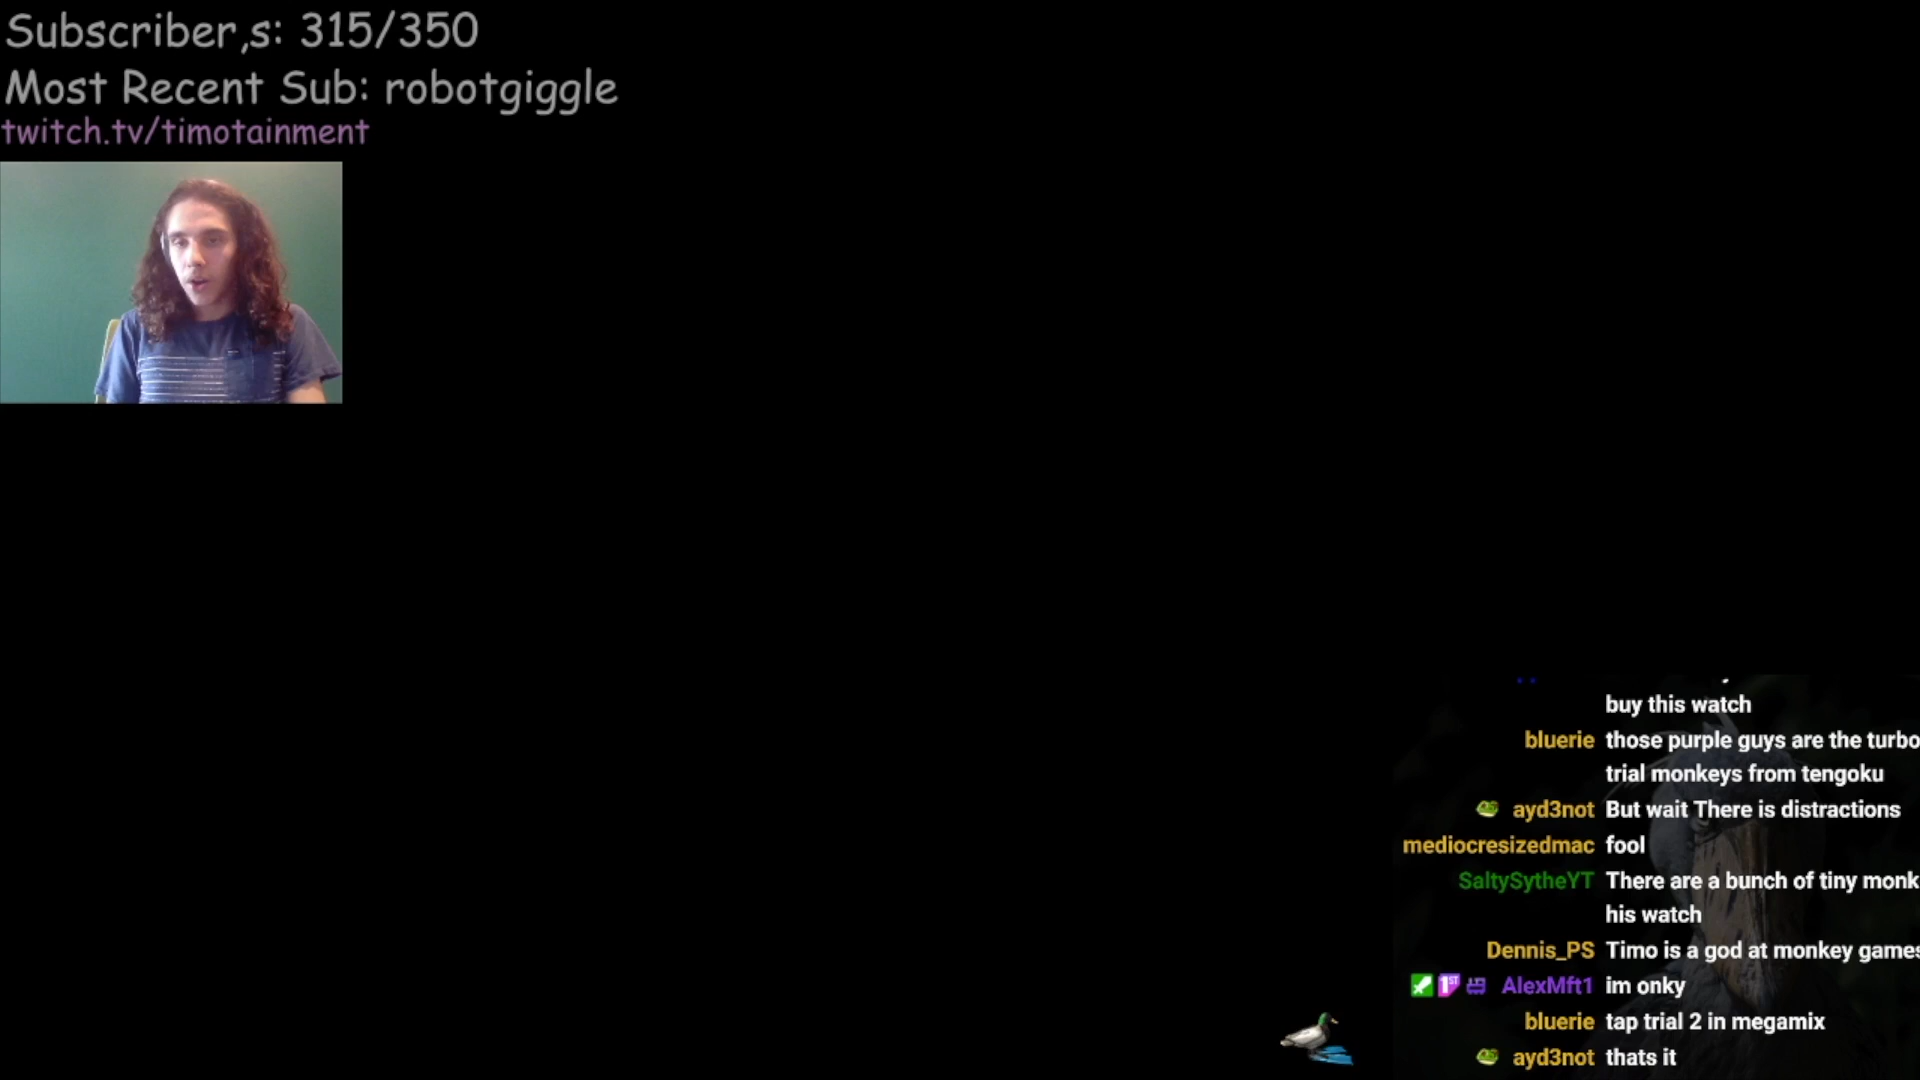 Subscriber,s: 315/350
Most Recent Sub: robotgiggle
twitch.tv/timotainment
buy this watch
bluerie those purple guys are the turbo
trial monkeys from tengoku
ayd3not But wait There is distractions
mediocresizedmac fool
SaltySytheYT There are a bunch of tiny monk
his watch
Dennis_PS Timo is a god at monkey games
1ST AlexMft1 im onky
bluerie tap trial 2 in megamix
ayd3not thats it